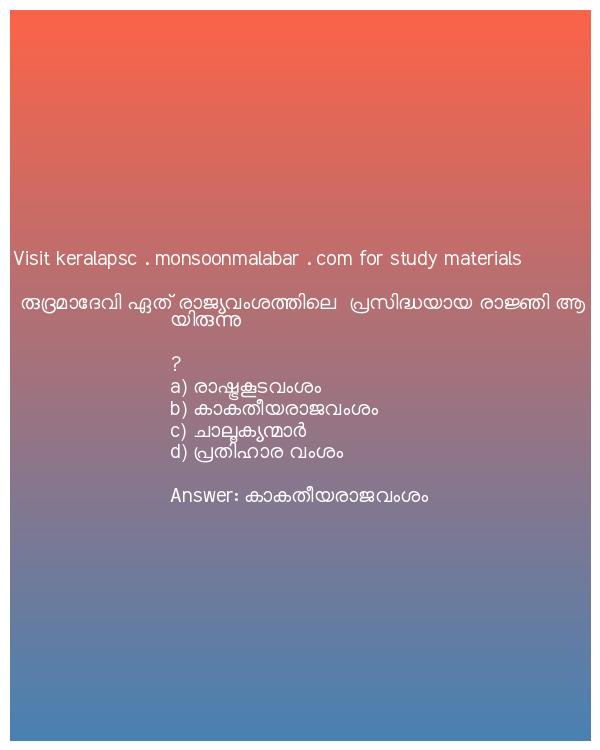 Visit keralapsc . monsoonmalabar . com for study materials
രുദ്രമാദേവി ഏത് രാജ്യവംശത്തിലെ പ്രസിദ്ധയായ രാജ്ഞി ആ
യിരുന്നു
?
a) രാഷ്ട്രകൂടവംശം
b) കാകതീയരാജവംശം
c) ചാലൂക്യന്മാർ
d) പ്രതിഹാര വംശം
Answer: കാകതീയരാജവംശം